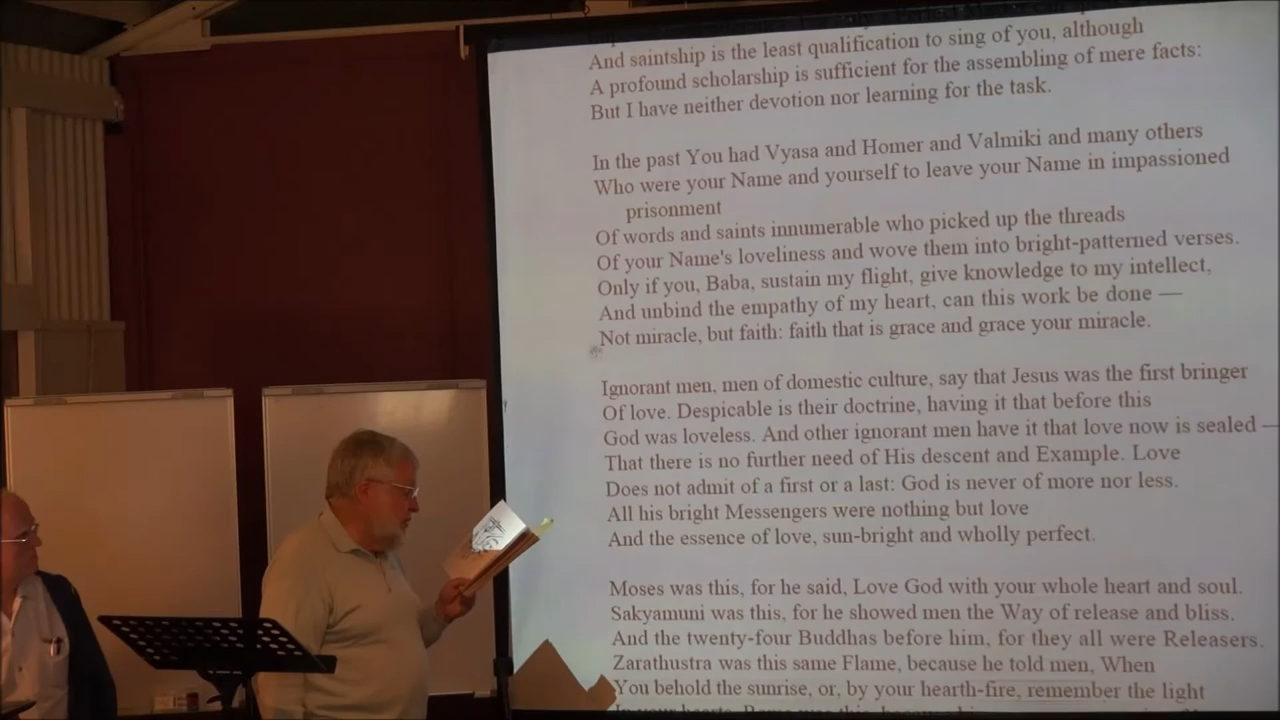 And saintship is the least qualification to sing of you, although
A profound scholarship is sufficient for the assembling of mere facts:
But I have neither devotion nor learning for the task.
In the past You had Vyasa and Homer and Valmiki and many others
Who were your Name and yourself to leave your Name in impassioned
prisonment
Of words and saints innumerable who picked up the threads
Of your Name's loveliness and wove them into bright-patterned verses.
Only if you, Baba, sustain my flight, give knowledge to my intellect,
And unbind the empathy of my heart, can this work be done —
Not miracle, but faith: faith that is grace and grace your miracle.
Ignorant men, men of domestic culture, say that Jesus was the first bringer
Of love. Despicable is their doctrine, having it that before this
God was loveless. And other ignorant men have it that love now is sealed —
That there is no further need of His descent and Example. Love
Does not admit of a first or a last: God is never of more nor less.
All his bright Messengers were nothing but love
And the essence of love, sun-bright and wholly perfect.
Moses was this, for he said, Love God with your whole heart and soul.
Sakyamuni was this, for he showed men the Way of release and bliss.
And the twenty-four Buddhas before him, for they all were Releasers.
Zarathustra was this same Flame, because he told men, When
You behold the sunrise, or, by your hearth-fire, remember the light